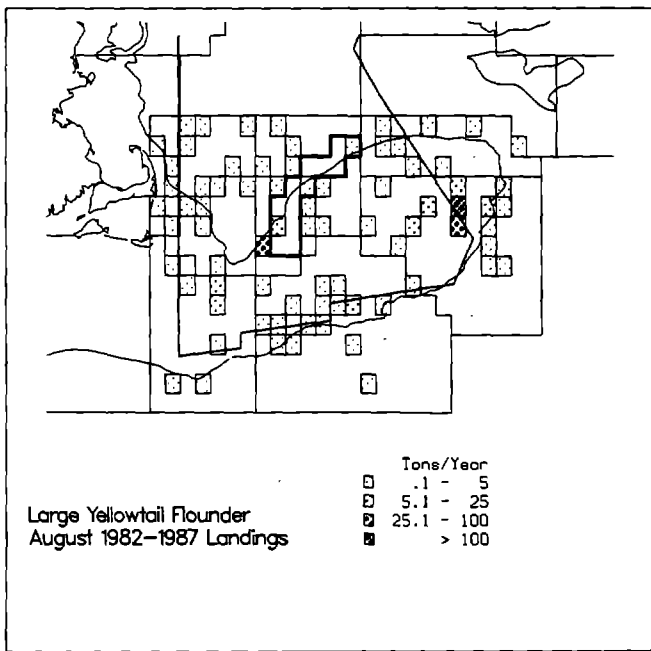 Tons/Year
.1 - 5
5.1 - 25
25.1 - 100
> 100
Large Yellowtail Flounder
August 1982-1987 Landings